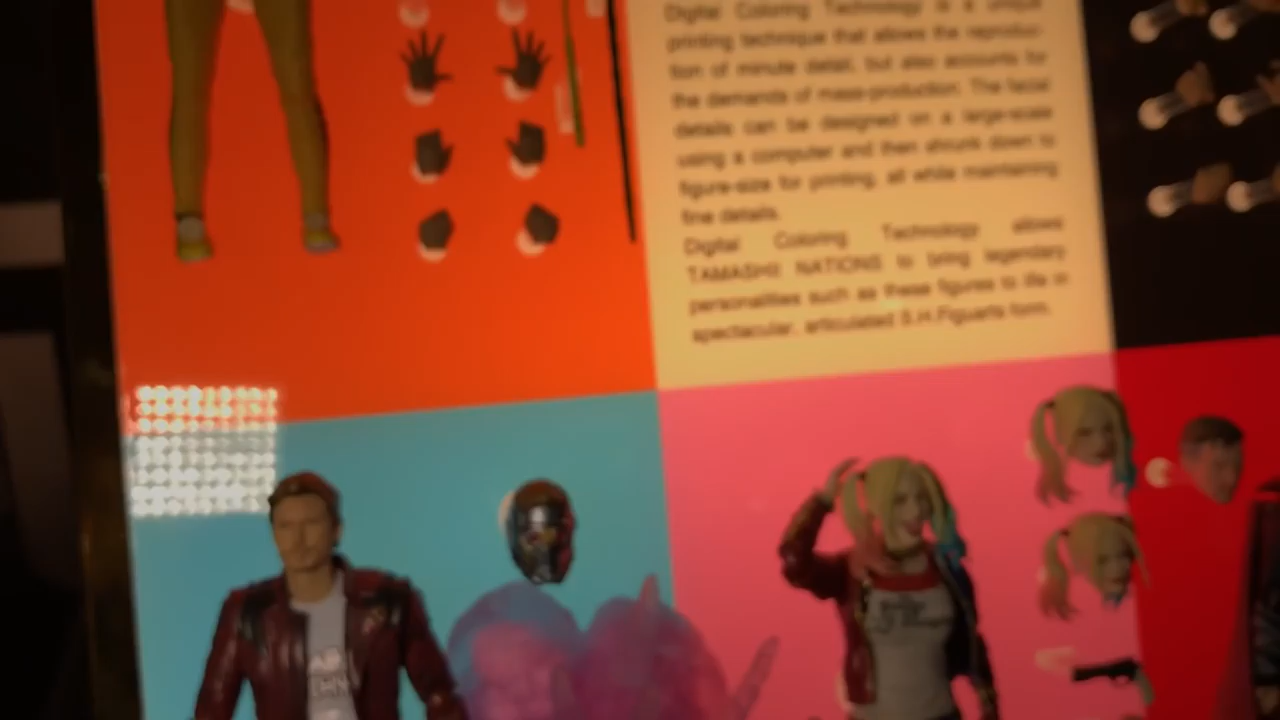 Digital Coloring Technology is a unique
printing technique that allows the reproduc-
tion of minute detail, but also accounts for
the demands of mass-production. The facial
details can be designed on a large-scale
using a computer and then shrunk down to
figure-size for printing, all while maintaining
fine details.
Digital Coloring Technology allows
TAMASHII NATIONS to bring legendary
personalities such as these figures to life in
spectacular, articulated S.H.Figuarts form.